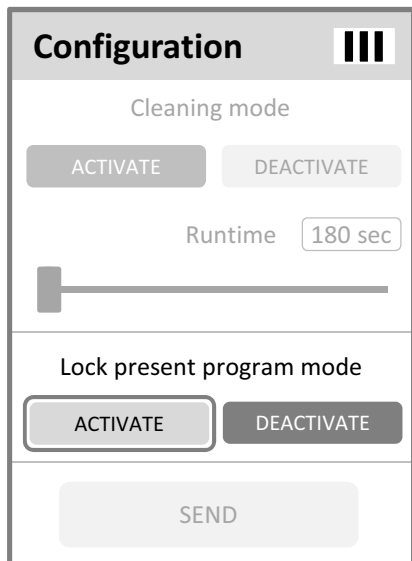 Configuration
Cleaning mode
ACTIVATE DEACTIVATE
Runtime 180 sec
Lock present program mode
ACTIVATE DEACTIVATE
SEND